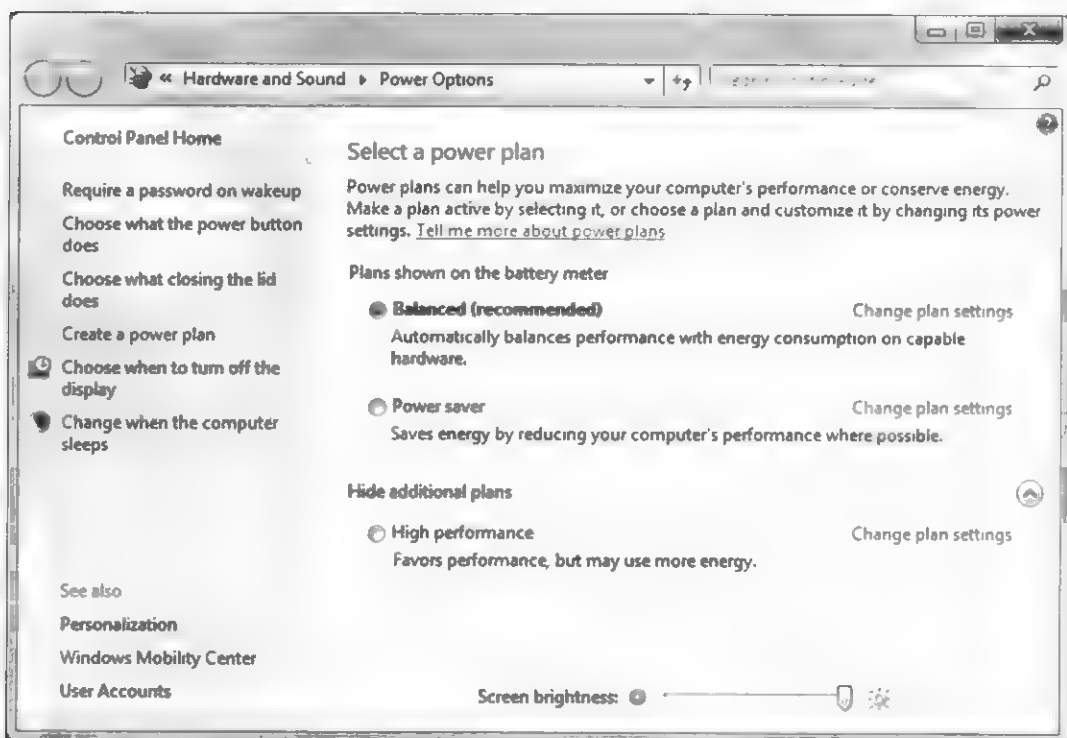 « Hardware and Sound ▸ Power Options
Control Panel Home
Require a password on wakeup
Choose what the power button
does
Choose what closing the lid
does
Create a power plan
Choose when to turn off the
display
Change when the computer
sleeps
See also
Personalization
Windows Mobility Center
User Accounts
Select a power plan
Power plans can help you maximize your computer's performance or conserve energy.
Make a plan active by selecting it, or choose a plan and customize it by changing its power
settings. Tell me more about power plans
Plans shown on the battery meter
Balanced (recommended) Change plan settings
Automatically balances performance with energy consumption on capable
hardware.
Power saver Change plan settings
Saves energy by reducing your computer's performance where possible.
Hide additional plans
High performance Change plan settings
Favors performance, but may use more energy.
Screen brightness: